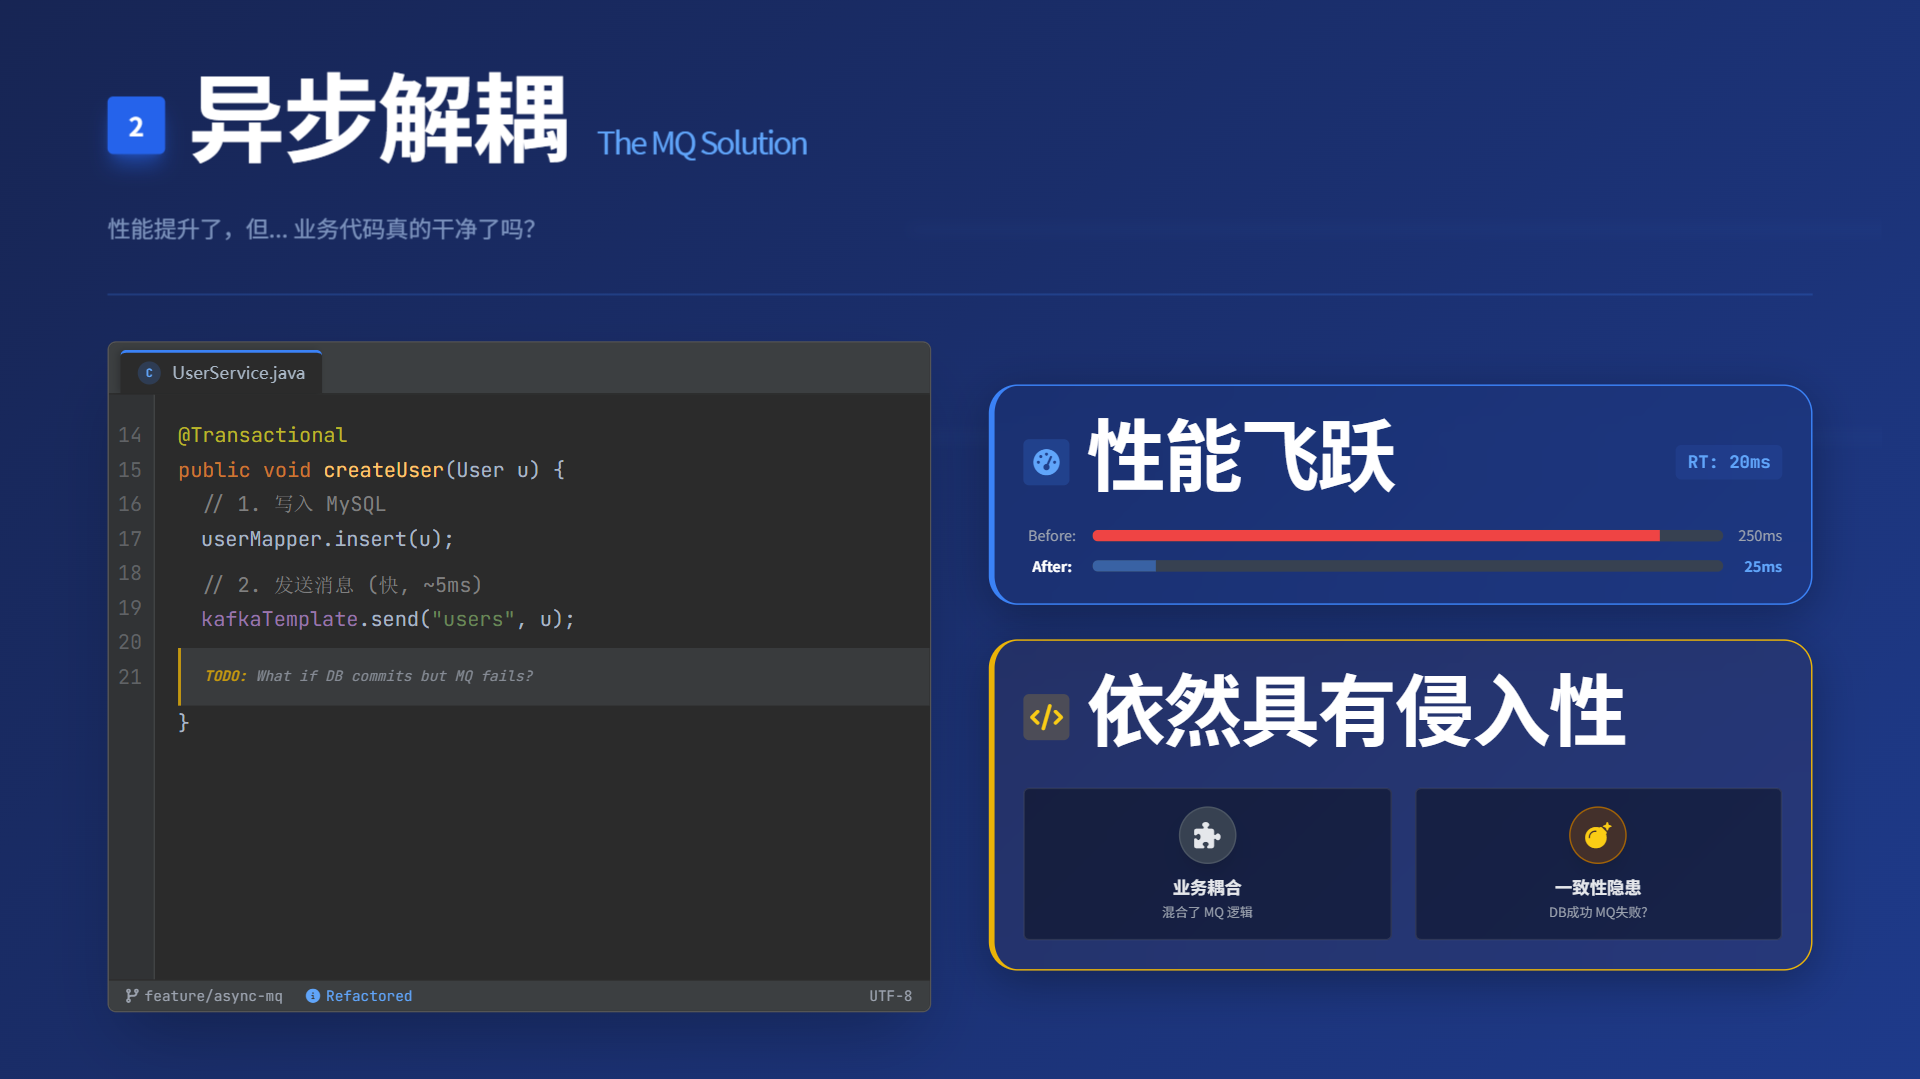 2
异步解耦 The MQ Solution
性能提升了，但... 业务代码真的干净了吗?
C UserService.java
14 @Transactional
15 public void createUser(User u) {
16 // 1. 写入 MySQL
17 userMapper.insert(u);
18 // 2. 发送消息 (快, ~5ms)
19 kafkaTemplate.send("users", u);
20
21 TODO: What if DB commits but MQ fails?
}
feature/async-mq Refactored UTF-8
性能飞跃 RT: 20ms
Before: 250ms
After: 25ms
依然具有侵入性
业务耦合
混合了 MQ 逻辑
一致性隐患
DB成功 MQ失败?